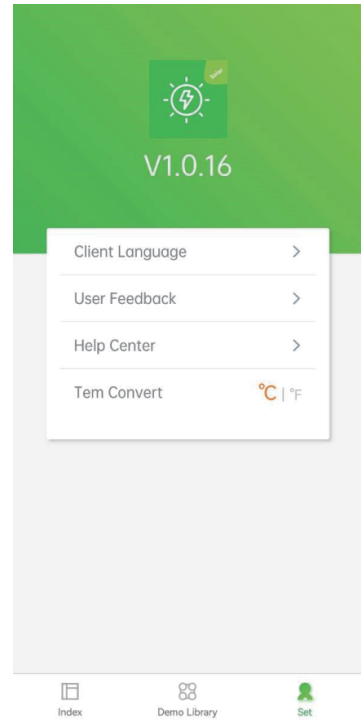 V1.0.16
Client Language
User Feedback
Help Center
Tem Convert °C | °F
Index Demo Library Set